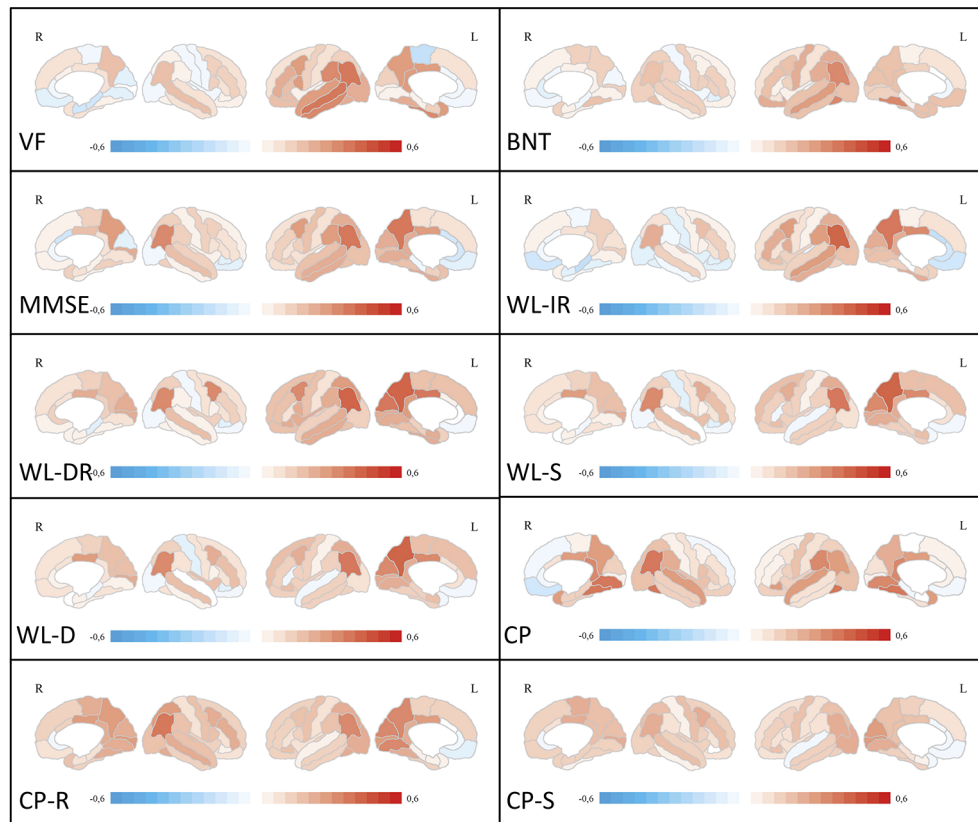 R L R L
VF -0,6 0,6 BNT -0,6 0,6
R L R L
MMSE -0,6 0,6 WL-IR -0,6 0,6
R L R L
WL-DR -0,6 0,6 WL-S -0,6 0,6
R L R L
WL-D -0,6 0,6 CP -0,6 0,6
R L R L
CP-R -0,6 0,6 CP-S -0,6 0,6